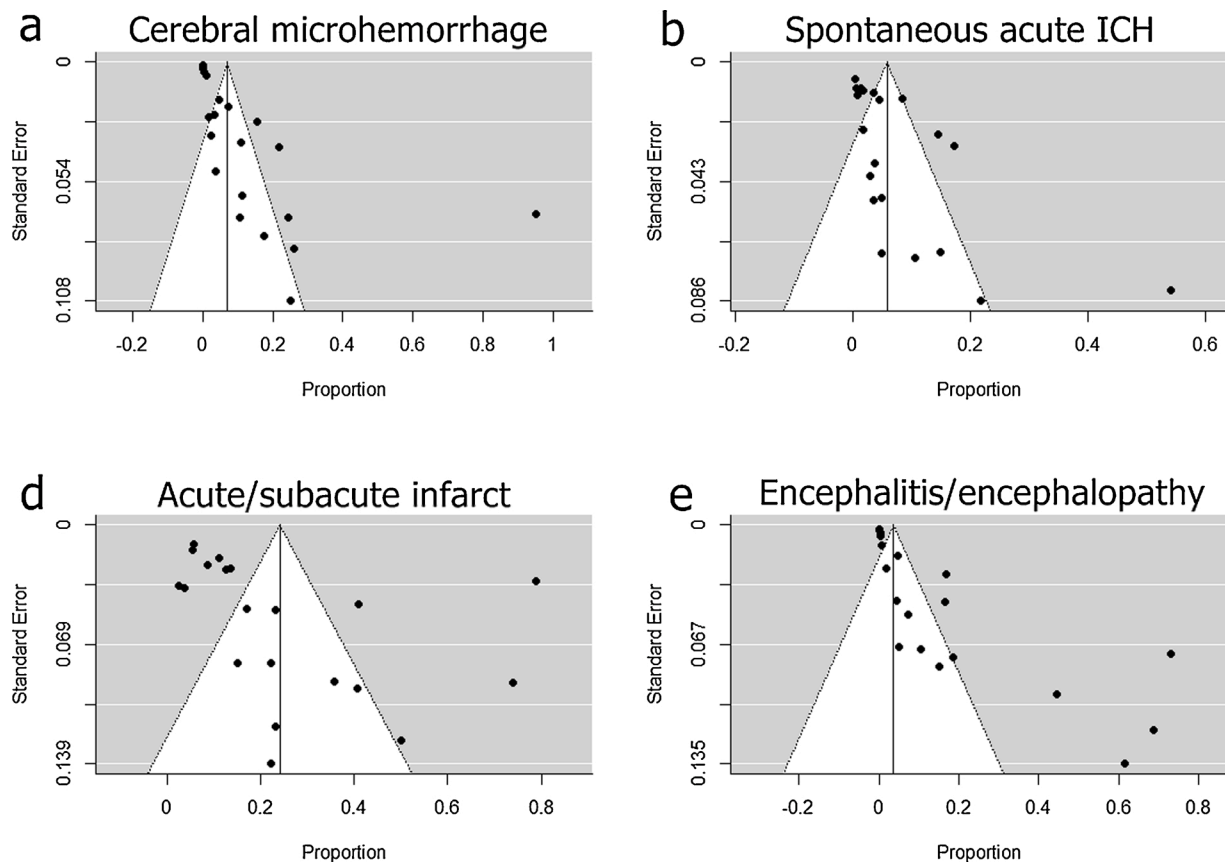 a Cerebral microhemorrhage
0
0.054
0.108
Standard Error
-0.2 0 0.2 0.4 0.6 0.8 1
Proportion
b Spontaneous acute ICH
0
0.043
0.086
Standard Error
-0.2 0 0.2 0.4 0.6
Proportion
d Acute/subacute infarct
0
0.069
0.139
Standard Error
0 0.2 0.4 0.6 0.8
Proportion
e Encephalitis/encephalopathy
0
0.067
0.135
Standard Error
-0.2 0 0.2 0.4 0.6 0.8
Proportion